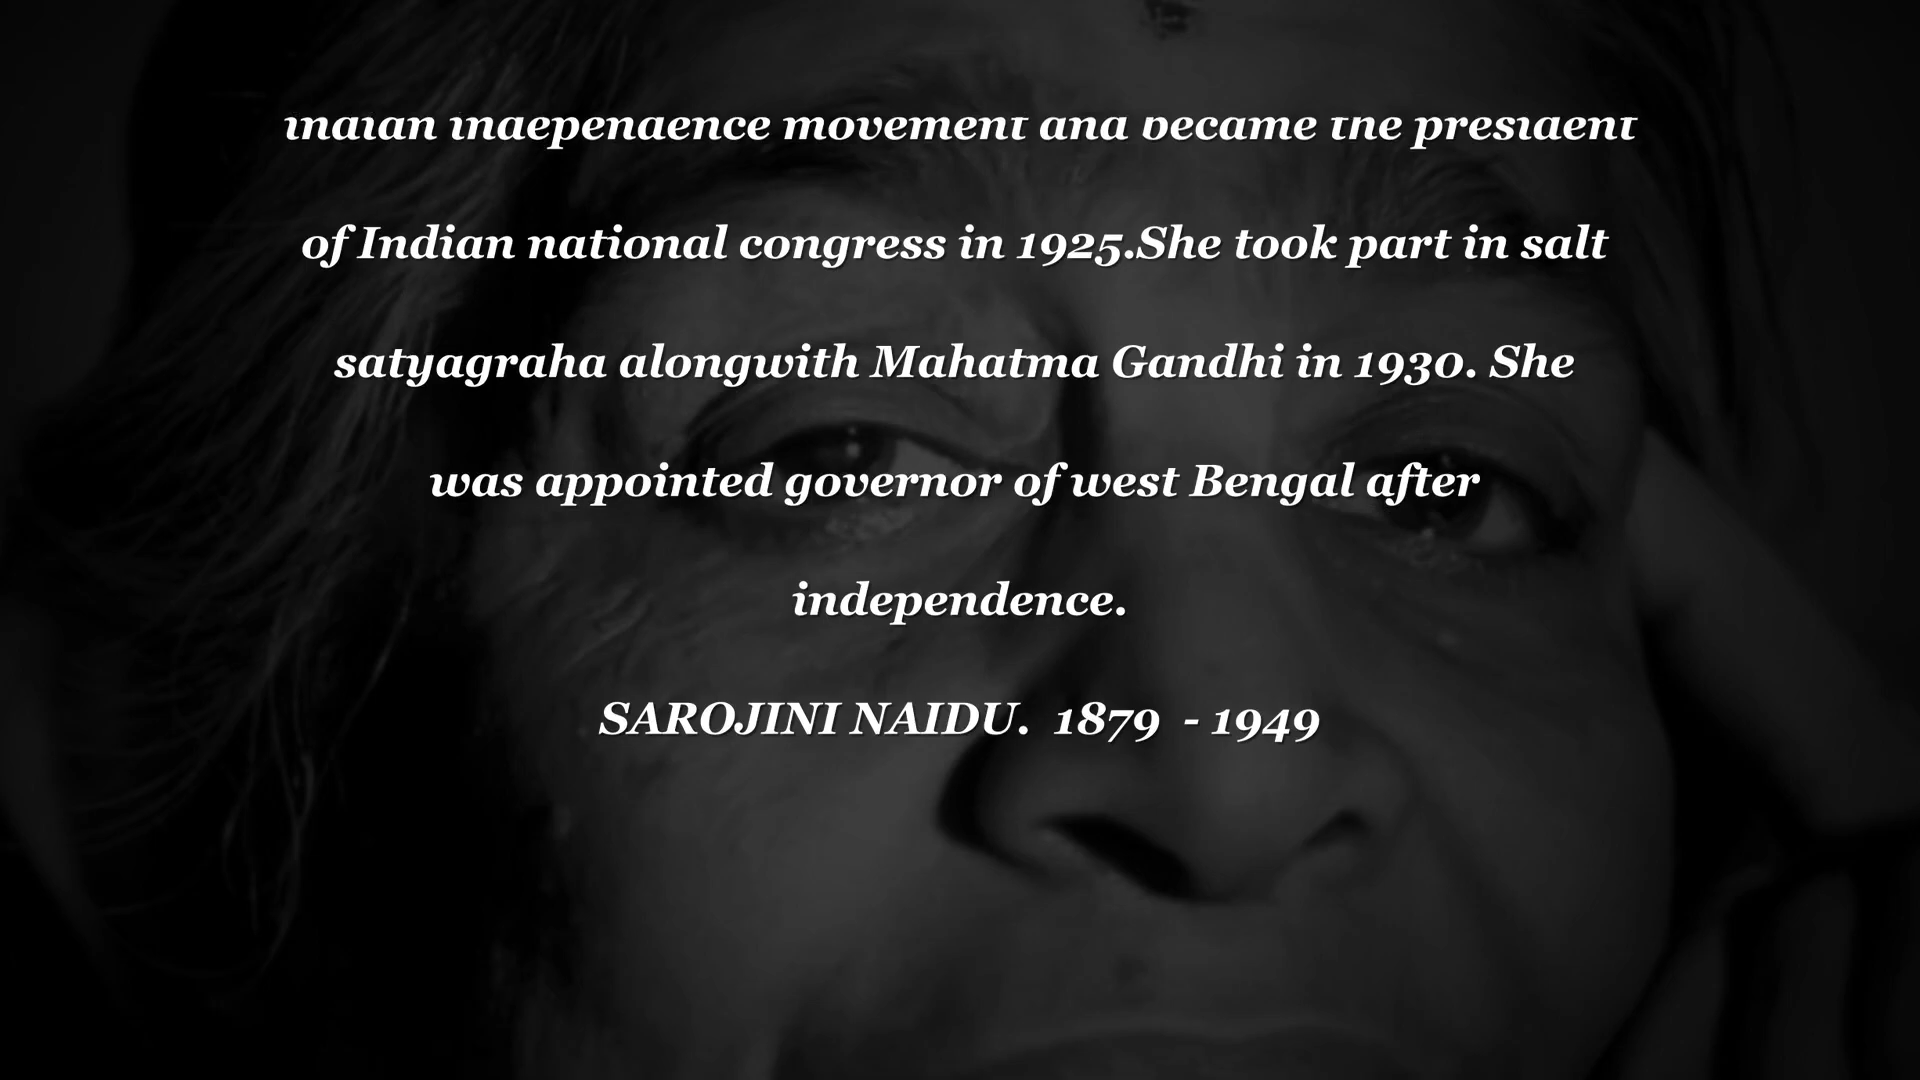 indian independence movement and became the president
of Indian national congress in 1925.She took part in salt
satyagraha alongwith Mahatma Gandhi in 1930. She
was appointed governor of west Bengal after
independence.
SAROJINI NAIDU.  1879  - 1949